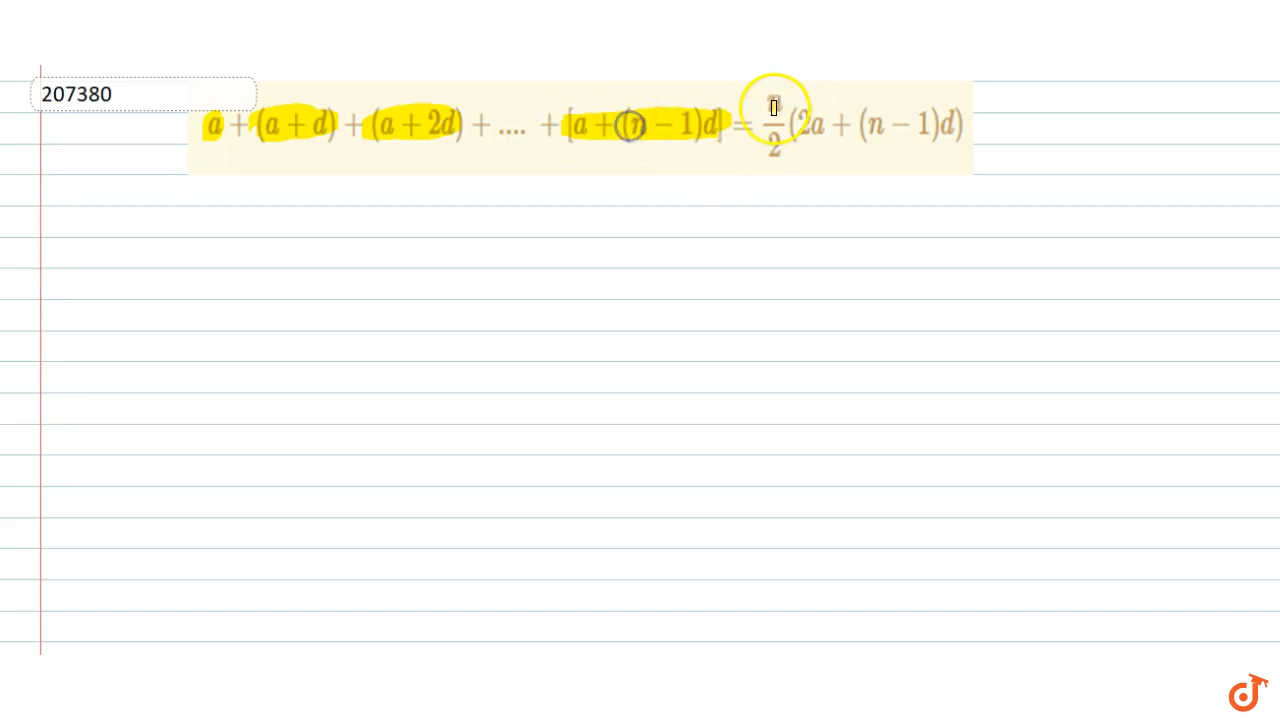 207380
a + (a + d) + (a + 2d) + .... + [a + (n − 1)d] = n/2 (2a + (n − 1)d)